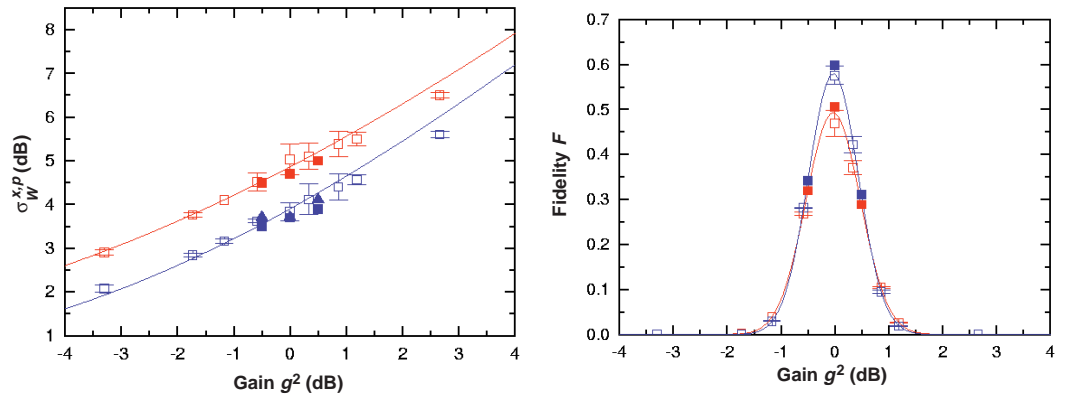 8
7
6
5
4
3
2
1
σ_W^{x,p} (dB)
-4 -3 -2 -1 0 1 2 3 4
Gain g² (dB)
0.7
0.6
0.5
0.4
0.3
0.2
0.1
0.0
Fidelity F
-4 -3 -2 -1 0 1 2 3 4
Gain g² (dB)